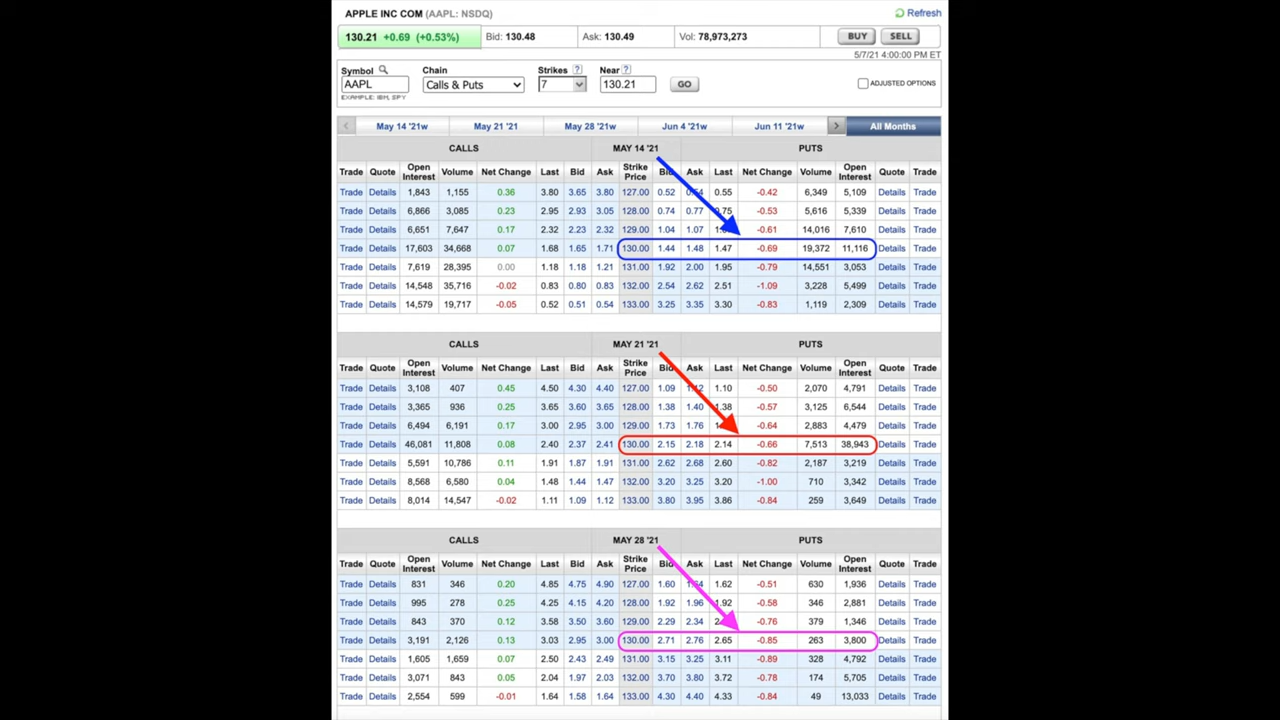 APPLE INC COM (AAPL: NSDQ) Refresh
130.21 +0.69 (+0.53%) Bid: 130.48 Ask: 130.49 Vol: 78,973,273 BUY SELL
5/7/21 4:00:00 PM ET
Symbol Chain Strikes ? Near ?
AAPL Calls & Puts 7 130.21 GO ADJUSTED OPTIONS
EXAMPLE: IBM, SPY
< May 14 '21w May 21 '21 May 28 '21w Jun 4 '21w Jun 11 '21w > All Months
CALLS MAY 14 '21 PUTS
Trade Quote Open Interest Volume Net Change Last Bid Ask Strike Price Ask Last Net Change Volume Open Interest Quote Trade
Trade Details 1,843 1,155 0.36 3.80 3.65 3.80 127.00 0.52 0.55 -0.42 6,349 5,109 Details Trade
Trade Details 6,866 3,085 0.23 2.95 2.93 3.05 128.00 0.74 0.77 -0.53 5,616 5,339 Details Trade
Trade Details 6,651 7,647 0.17 2.32 2.23 2.32 129.00 1.04 1.07 -0.61 14,016 7,610 Details Trade
Trade Details 17,603 34,668 0.07 1.68 1.65 1.71 130.00 1.44 1.48 1.47 -0.69 19,372 11,116 Details Trade
Trade Details 7,619 28,395 0.00 1.18 1.18 1.21 131.00 1.92 2.00 1.95 -0.79 14,551 3,053 Details Trade
Trade Details 14,548 35,716 -0.02 0.83 0.80 0.83 132.00 2.54 2.62 2.51 -1.09 3,228 5,499 Details Trade
Trade Details 14,579 19,717 -0.05 0.52 0.51 0.54 133.00 3.25 3.35 3.30 -0.83 1,119 2,309 Details Trade
CALLS MAY 21 '21 PUTS
Trade Quote Open Interest Volume Net Change Last Bid Ask Strike Price Ask Last Net Change Volume Open Interest Quote Trade
Trade Details 3,108 407 0.45 4.50 4.30 4.40 127.00 1.09 1.10 -0.50 2,070 4,791 Details Trade
Trade Details 3,365 936 0.25 3.65 3.60 3.65 128.00 1.38 1.40 1.38 -0.57 3,125 6,544 Details Trade
Trade Details 6,494 6,191 0.17 3.00 2.95 3.00 129.00 1.73 1.76 -0.64 2,883 4,479 Details Trade
Trade Details 46,081 11,808 0.08 2.40 2.37 2.41 130.00 2.15 2.18 2.14 -0.66 7,513 38,943 Details Trade
Trade Details 5,591 10,786 0.11 1.91 1.87 1.91 131.00 2.62 2.68 2.60 -0.82 2,187 3,219 Details Trade
Trade Details 8,568 6,580 0.04 1.48 1.44 1.47 132.00 3.20 3.25 3.20 -1.00 710 3,342 Details Trade
Trade Details 8,014 14,547 -0.02 1.11 1.09 1.12 133.00 3.80 3.95 3.86 -0.84 259 3,649 Details Trade
CALLS MAY 28 '21 PUTS
Trade Quote Open Interest Volume Net Change Last Bid Ask Strike Price Ask Last Net Change Volume Open Interest Quote Trade
Trade Details 831 346 0.20 4.85 4.75 4.90 127.00 1.60 1.62 -0.51 630 1,936 Details Trade
Trade Details 995 278 0.25 4.25 4.15 4.20 128.00 1.92 1.96 1.92 -0.58 346 2,881 Details Trade
Trade Details 843 370 0.12 3.58 3.50 3.60 129.00 2.29 2.34 -0.76 379 1,346 Details Trade
Trade Details 3,191 2,126 0.13 3.03 2.95 3.00 130.00 2.71 2.76 2.65 -0.85 263 3,800 Details Trade
Trade Details 1,605 1,659 0.07 2.50 2.43 2.49 131.00 3.15 3.25 3.11 -0.89 328 4,792 Details Trade
Trade Details 3,071 843 0.05 2.04 1.97 2.03 132.00 3.70 3.80 3.72 -0.78 174 5,705 Details Trade
Trade Details 2,554 599 -0.01 1.64 1.58 1.64 133.00 4.30 4.40 4.33 -0.84 49 13,033 Details Trade